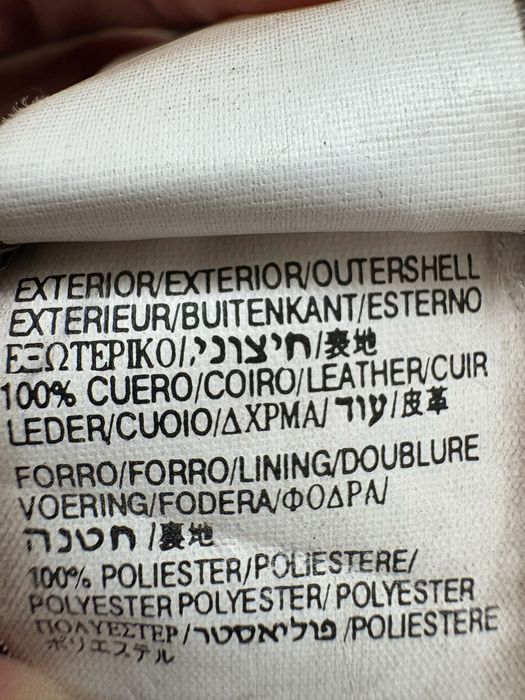 EXTERIOR/EXTERIOR/OUTERSHELL
EXTERIEUR/BUITENKANT/ESTERNO
ΕΞΩΤΕΡΙΚΟ/חיצוני/裏地
100% CUERO/COIRO/LEATHER/CUIR
LEDER/CUOIO/ΔΧΡΜΑ/עור/皮革
FORRO/FORRO/LINING/DOUBLURE
VOERING/FODERA/ΦΟΔΡΑ/
חטנה/裏地
100% POLIESTER/POLIESTERE/
POLYESTER POLYESTER/POLYESTER
ΠΟΛΥΕΣΤΕΡ/פוליאסטר/POLIESTERE
ポリエステル